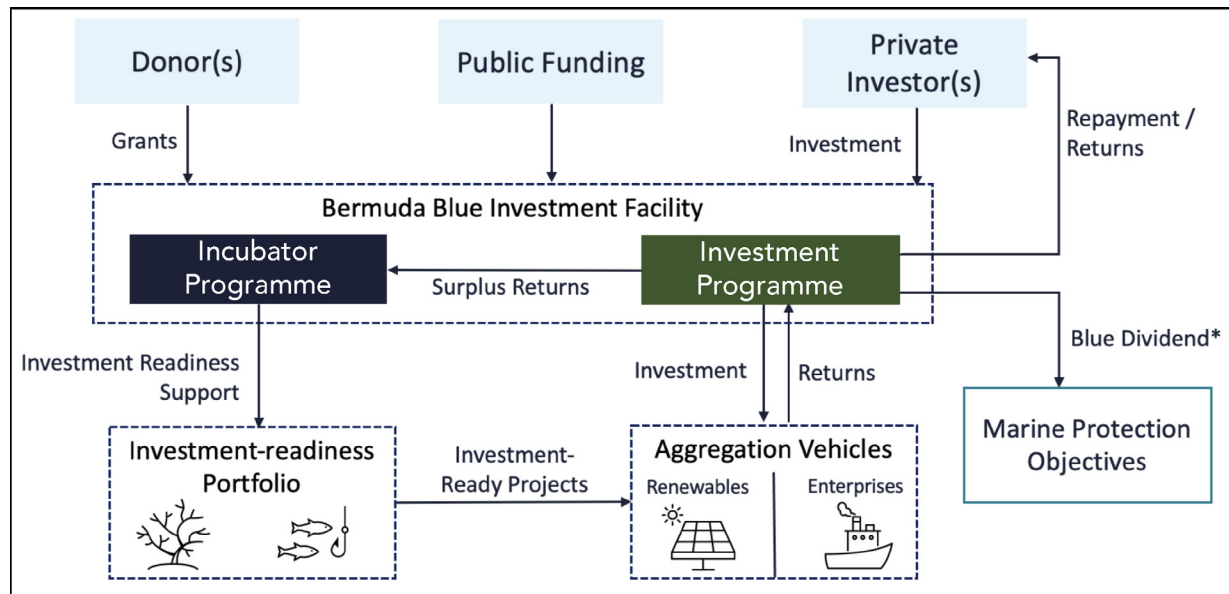 Donor(s)
Public Funding
Private
Investor(s)
Grants
Investment
Repayment /
Returns
Bermuda Blue Investment Facility
Incubator
Programme
Surplus Returns
Investment
Programme
Investment Readiness
Support
Investment
Returns
Blue Dividend*
Investment-readiness
Portfolio
Investment-
Ready Projects
Aggregation Vehicles
Renewables
Enterprises
Marine Protection
Objectives